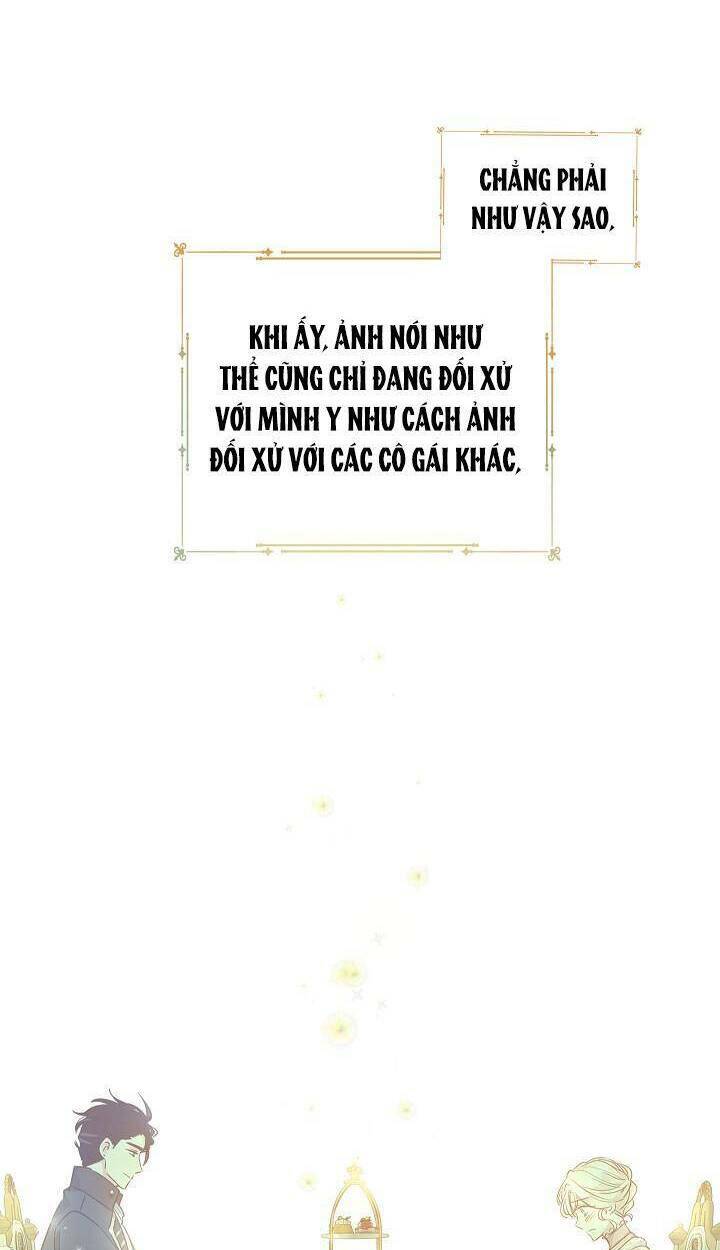 CHẲNG PHẢI
NHƯ VẬY SAO,
KHI ẤY, ẢNH NÓI NHƯ
THỂ CŨNG CHỈ ĐANG ĐỐI XỬ
VỚI MÌNH Y NHƯ CÁCH ẢNH
ĐỐI XỬ VỚI CÁC CÔ GÁI KHÁC,